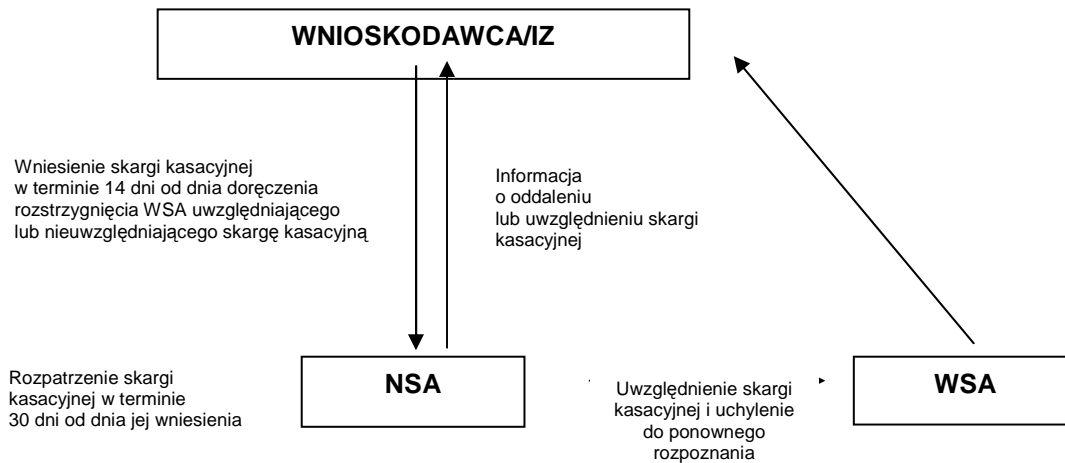 WNIOSKODAWCA/IZ
Wniesienie skargi kasacyjnej
w terminie 14 dni od dnia doręczenia
rozstrzygnięcia WSA uwzględniającego
lub nieuwzględniającego skargę kasacyjną
Informacja
o oddaleniu
lub uwzględnieniu skargi
kasacyjnej
Rozpatrzenie skargi
kasacyjnej w terminie
30 dni od dnia jej wniesienia
NSA
Uwzględnienie skargi
kasacyjnej i uchylenie
do ponownego
rozpoznania
WSA